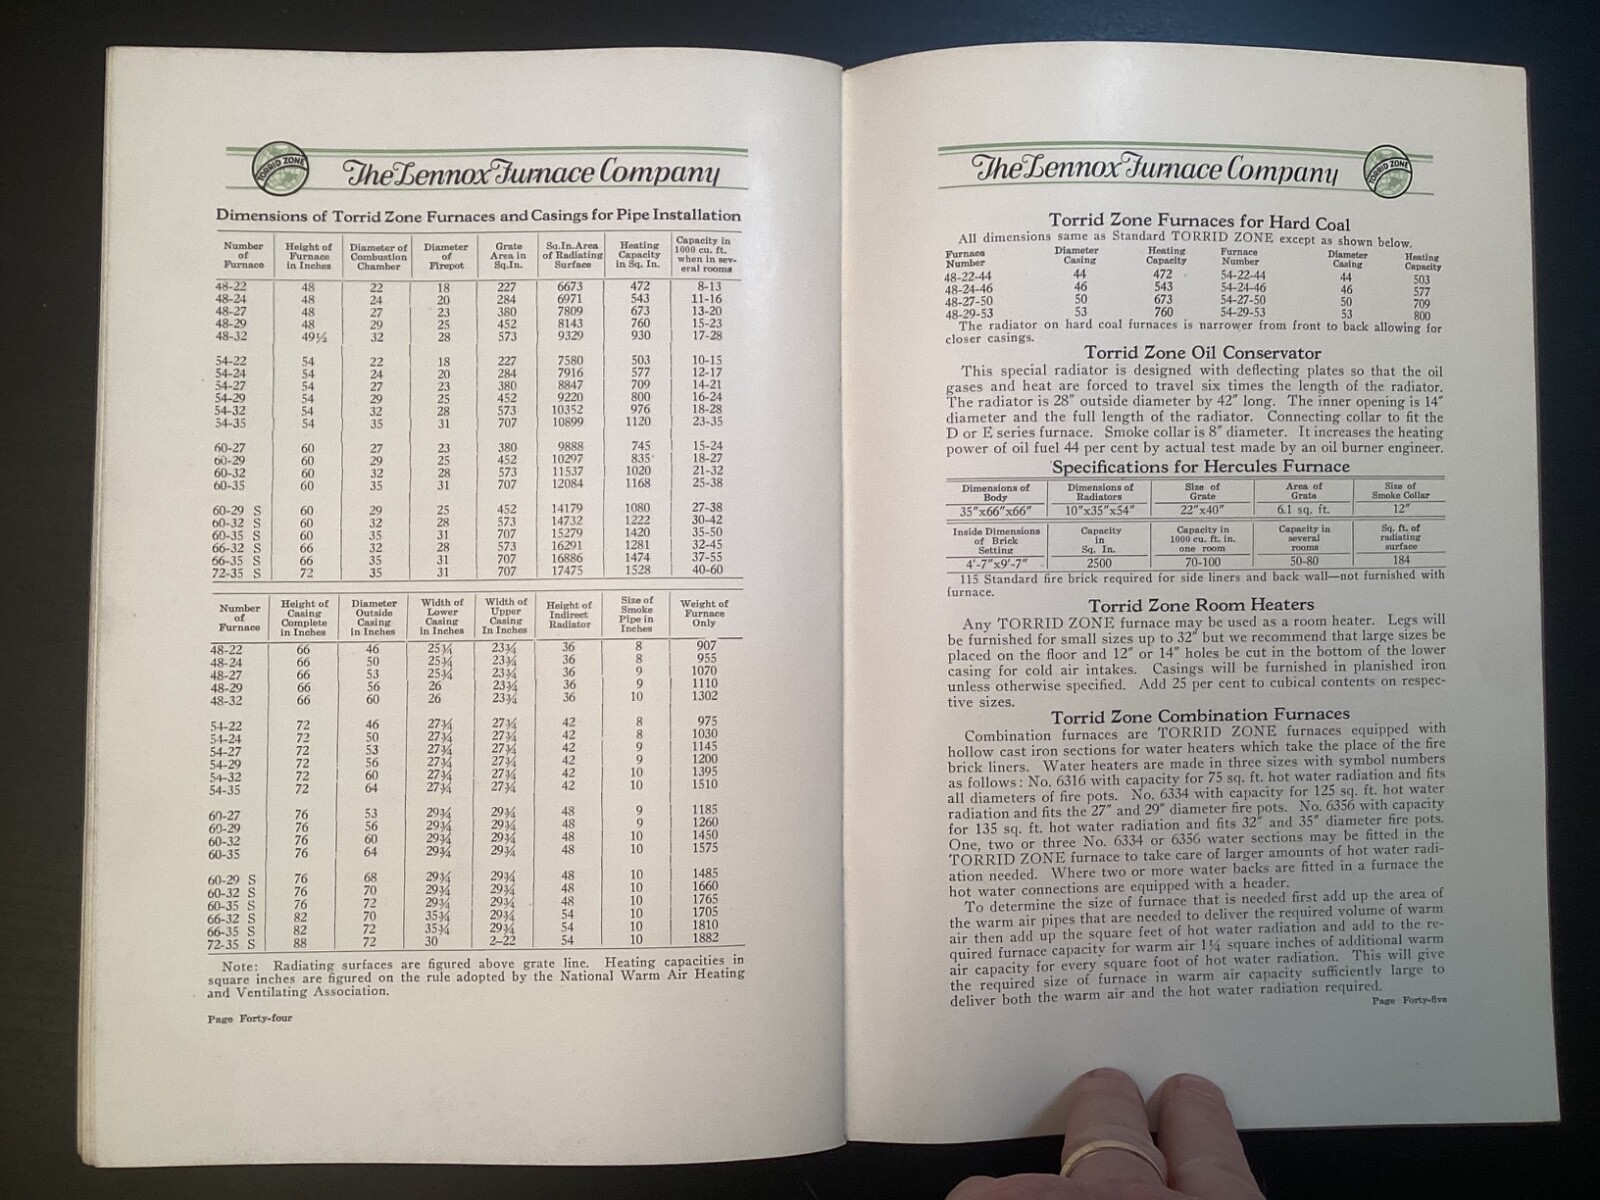 TORRID ZONE
The Lennox Furnace Company
Dimensions of Torrid Zone Furnaces and Casings for Pipe Installation
Number of Furnace | Height of Furnace in Inches | Diameter of Combustion Chamber | Diameter of Firepot | Grate Area in Sq.In. | Sq.In.Area of Radiating Surface | Heating Capacity in Sq. In. | Capacity in 1000 cu. ft. when in sev-eral rooms
48-22 48 22 18 227 6673 472 8-13
48-24 48 24 20 284 6971 543 11-16
48-27 48 27 23 380 7809 673 13-20
48-29 48 29 25 452 8143 760 15-23
48-32 49½ 32 28 573 9329 930 17-28
54-22 54 22 18 227 7580 503 10-15
54-24 54 24 20 284 7916 577 12-17
54-27 54 27 23 380 8847 709 14-21
54-29 54 29 25 452 9220 800 16-24
54-32 54 32 28 573 10352 976 18-28
54-35 54 35 31 707 10899 1120 23-35
60-27 60 27 23 380 9888 745 15-24
60-29 60 29 25 452 10297 835 18-27
60-32 60 32 28 573 11537 1020 21-32
60-35 60 35 31 707 12084 1168 25-38
60-29 S 60 29 25 452 14179 1080 27-38
60-32 S 60 32 28 573 14732 1222 30-42
60-35 S 60 35 31 707 15279 1420 35-50
66-32 S 66 32 28 573 16291 1281 32-45
66-35 S 66 35 31 707 16886 1474 37-55
72-35 S 72 35 31 707 17475 1528 40-60
Number of Furnace | Height of Casing Complete in Inches | Diameter Outside Casing in Inches | Width of Lower Casing in Inches | Width of Upper Casing In Inches | Height of Indirect Radiator | Size of Smoke Pipe in Inches | Weight of Furnace Only
48-22 66 46 25¼ 23¾ 36 8 907
48-24 66 50 25¼ 23¾ 36 8 955
48-27 66 53 25¼ 23¾ 36 9 1070
48-29 66 56 26 23¾ 36 9 1110
48-32 66 60 26 23¾ 36 10 1302
54-22 72 46 27¾ 27¾ 42 8 975
54-24 72 50 27¾ 27¾ 42 8 1030
54-27 72 53 27¾ 27¾ 42 9 1145
54-29 72 56 27¾ 27¾ 42 9 1200
54-32 72 60 27¾ 27¾ 42 10 1395
54-35 72 64 27¾ 27¾ 42 10 1510
60-27 76 53 29¾ 29¾ 48 9 1185
60-29 76 56 29¾ 29¾ 48 9 1260
60-32 76 60 29¾ 29¾ 48 10 1450
60-35 76 64 29¾ 29¾ 48 10 1575
60-29 S 76 68 29¾ 29¾ 48 10 1485
60-32 S 76 70 29¾ 29¾ 48 10 1660
60-35 S 76 72 29¾ 29¾ 48 10 1765
66-32 S 82 70 35¾ 29¾ 54 10 1705
66-35 S 82 72 35¾ 29¾ 54 10 1810
72-35 S 88 72 30 2-22 54 10 1882
Note: Radiating surfaces are figured above grate line. Heating capacities in
square inches are figured on the rule adopted by the National Warm Air Heating
and Ventilating Association.
Page Forty-four
The Lennox Furnace Company
TORRID ZONE
Torrid Zone Furnaces for Hard Coal
All dimensions same as Standard TORRID ZONE except as shown below.
Furnace Number | Diameter Casing | Heating Capacity | Furnace Number | Diameter Casing | Heating Capacity
48-22-44 44 472 54-22-44 44 503
48-24-46 46 543 54-24-46 46 577
48-27-50 50 673 54-27-50 50 709
48-29-53 53 760 54-29-53 53 800
The radiator on hard coal furnaces is narrower from front to back allowing for
closer casings.
Torrid Zone Oil Conservator
This special radiator is designed with deflecting plates so that the oil
gases and heat are forced to travel six times the length of the radiator.
The radiator is 28″ outside diameter by 42″ long. The inner opening is 14″
diameter and the full length of the radiator. Connecting collar to fit the
D or E series furnace. Smoke collar is 8″ diameter. It increases the heating
power of oil fuel 44 per cent by actual test made by an oil burner engineer.
Specifications for Hercules Furnace
Dimensions of Body | Dimensions of Radiators | Size of Grate | Area of Grate | Size of Smoke Collar
35″x66″x66″ 10″x35″x54″ 22″x40″ 6.1 sq. ft. 12″
Inside Dimensions of Brick Setting | Capacity in Sq. In. | Capacity in 1000 cu. ft. in. one room | Capacity in several rooms | Sq. ft. of radiating surface
4′-7″x9′-7″ 2500 70-100 50-80 184
115 Standard fire brick required for side liners and back wall—not furnished with
furnace.
Torrid Zone Room Heaters
Any TORRID ZONE furnace may be used as a room heater. Legs will
be furnished for small sizes up to 32″ but we recommend that large sizes be
placed on the floor and 12″ or 14″ holes be cut in the bottom of the lower
casing for cold air intakes. Casings will be furnished in planished iron
unless otherwise specified. Add 25 per cent to cubical contents on respec-
tive sizes.
Torrid Zone Combination Furnaces
Combination furnaces are TORRID ZONE furnaces equipped with
hollow cast iron sections for water heaters which take the place of the fire
brick liners. Water heaters are made in three sizes with symbol numbers
as follows: No. 6316 with capacity for 75 sq. ft. hot water radiation and fits
all diameters of fire pots. No. 6334 with capacity for 125 sq. ft. hot water
radiation and fits the 27″ and 29″ diameter fire pots. No. 6356 with capacity
for 135 sq. ft. hot water radiation and fits 32″ and 35″ diameter fire pots.
One, two or three No. 6334 or 6356 water sections may be fitted in the
TORRID ZONE furnace to take care of larger amounts of hot water radi-
ation needed. Where two or more water backs are fitted in a furnace the
hot water connections are equipped with a header.
To determine the size of furnace that is needed first add up the area of
the warm air pipes that are needed to deliver the required volume of warm
air then add up the square feet of hot water radiation and add to the re-
quired furnace capacity for warm air 1¼ square inches of additional warm
air capacity for every square foot of hot water radiation. This will give
the required size of furnace in warm air capacity sufficiently large to
deliver both the warm air and the hot water radiation required.
Page Forty-five